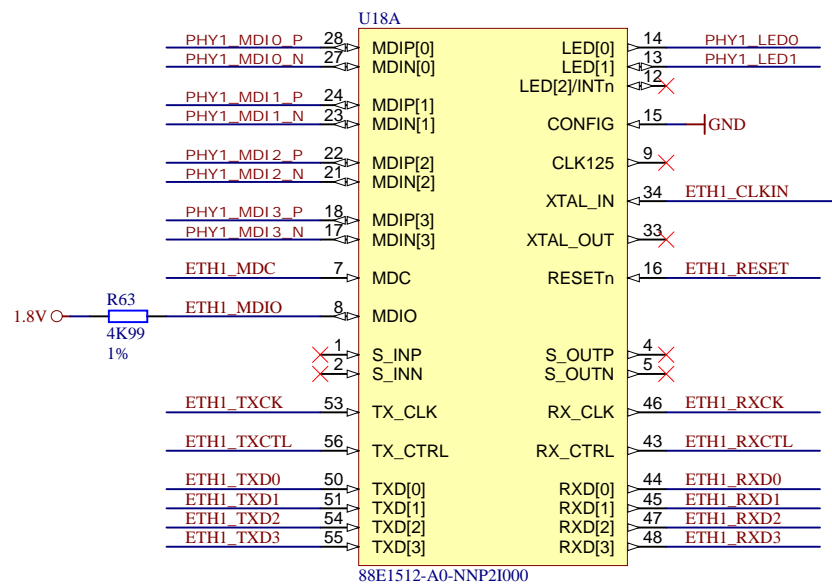 U18A
PHY1_MDI0_P 28 MDIP[0] LED[0] 14 PHY1_LED0
PHY1_MDI0_N 27 MDIN[0] LED[1] 13 PHY1_LED1
LED[2]/INTn 12
PHY1_MDI1_P 24 MDIP[1]
PHY1_MDI1_N 23 MDIN[1] CONFIG 15 GND
PHY1_MDI2_P 22 MDIP[2] CLK125 9
PHY1_MDI2_N 21 MDIN[2]
XTAL_IN 34 ETH1_CLKIN
PHY1_MDI3_P 18 MDIP[3]
PHY1_MDI3_N 17 MDIN[3] XTAL_OUT 33
ETH1_MDC 7 MDC RESETn 16 ETH1_RESET
1.8V R63 ETH1_MDIO 8 MDIO
4K99
1%
1 S_INP S_OUTP 4
2 S_INN S_OUTN 5
ETH1_TXCK 53 TX_CLK RX_CLK 46 ETH1_RXCK
ETH1_TXCTL 56 TX_CTRL RX_CTRL 43 ETH1_RXCTL
ETH1_TXD0 50 TXD[0] RXD[0] 44 ETH1_RXD0
ETH1_TXD1 51 TXD[1] RXD[1] 45 ETH1_RXD1
ETH1_TXD2 54 TXD[2] RXD[2] 47 ETH1_RXD2
ETH1_TXD3 55 TXD[3] RXD[3] 48 ETH1_RXD3
88E1512-A0-NNP2I000